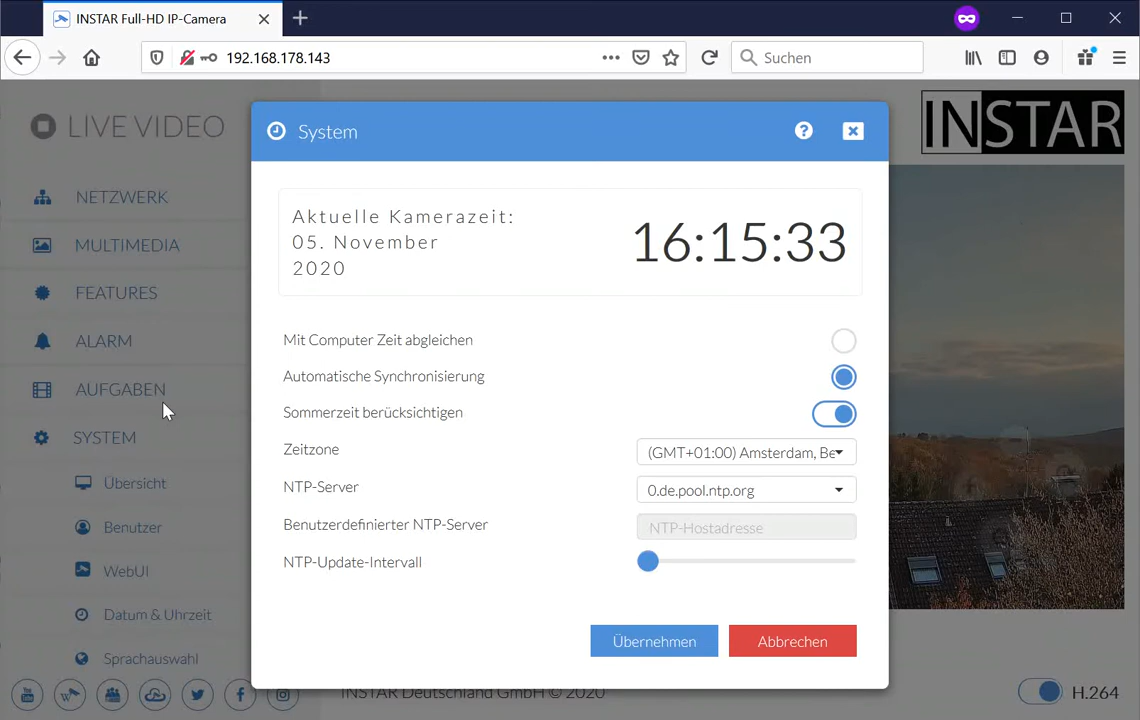 INSTAR Full-HD IP-Camera
192.168.178.143
Suchen
LIVE VIDEO
INSTAR
NETZWERK
MULTIMEDIA
FEATURES
ALARM
AUFGABEN
SYSTEM
Übersicht
Benutzer
WebUI
Datum & Uhrzeit
Sprachauswahl
System
Aktuelle Kamerazeit:
05. November
2020
16:15:33
Mit Computer Zeit abgleichen
Automatische Synchronisierung
Sommerzeit berücksichtigen
Zeitzone
(GMT+01:00) Amsterdam, Be
NTP-Server
0.de.pool.ntp.org
Benutzerdefinierter NTP-Server
NTP-Hostadresse
NTP-Update-Intervall
Übernehmen
Abbrechen
INSTAR Deutschland GmbH © 2020
H.264